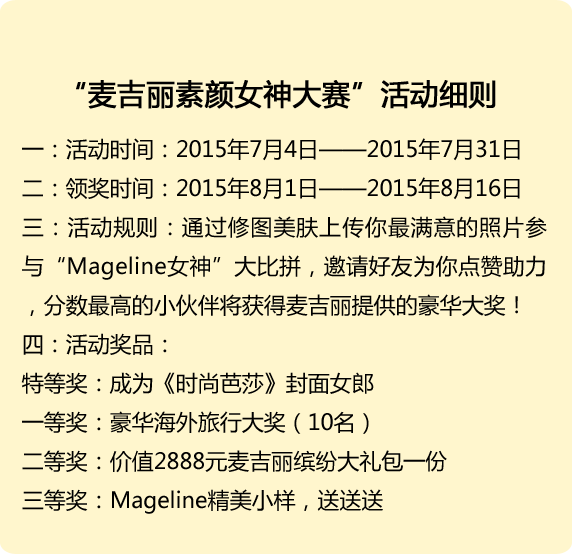 “麦吉丽素颜女神大赛”活动细则
一：活动时间：2015年7月4日——2015年7月31日
二：领奖时间：2015年8月1日——2015年8月16日
三：活动规则：通过修图美肤上传你最满意的照片参
与“Mageline女神”大比拼，邀请好友为你点赞助力
，分数最高的小伙伴将获得麦吉丽提供的豪华大奖！
四：活动奖品：
特等奖：成为《时尚芭莎》封面女郎
一等奖：豪华海外旅行大奖（10名）
二等奖：价值2888元麦吉丽缤纷大礼包一份
三等奖：Mageline精美小样，送送送